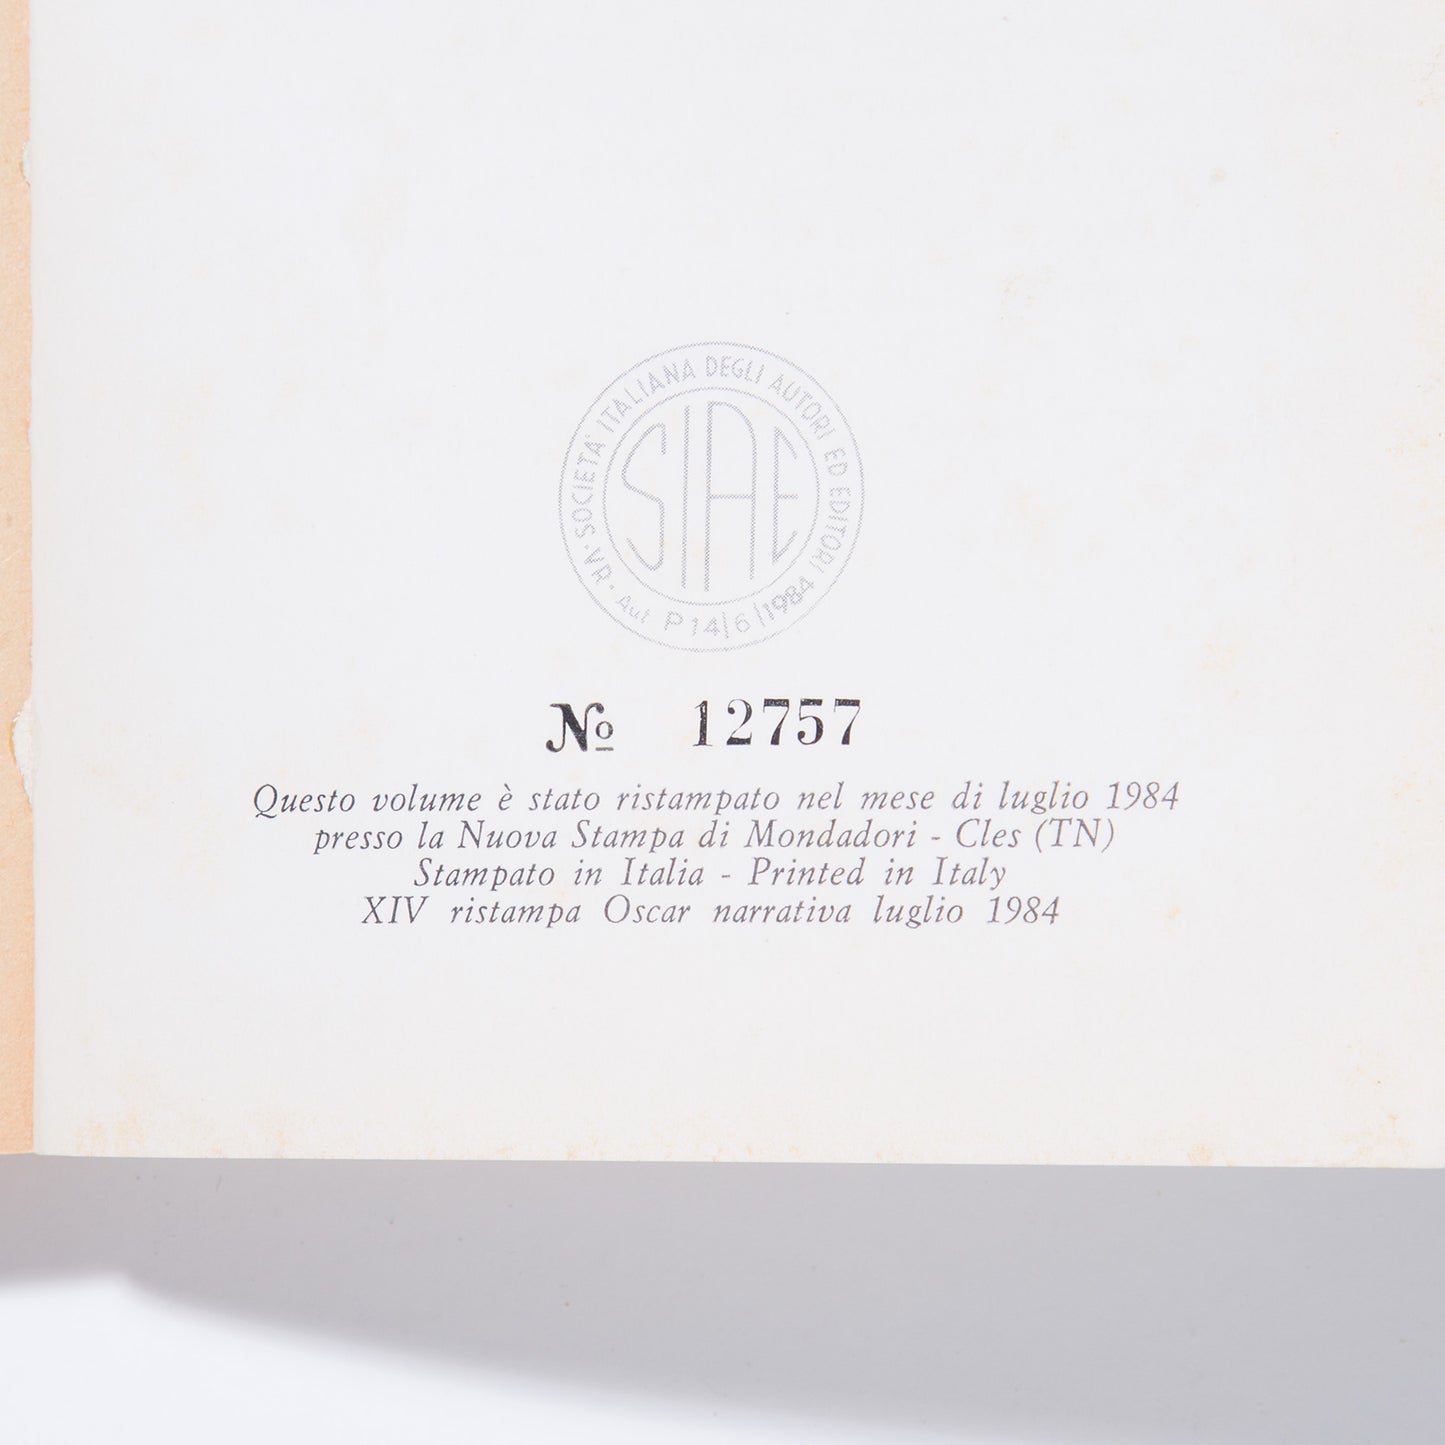 SOCIETA' ITALIANA DEGLI AUTORI ED EDITORI
· VR · Aut P 14/6/1984
SIAE
No 12757
Questo volume è stato ristampato nel mese di luglio 1984
presso la Nuova Stampa di Mondadori - Cles (TN)
Stampato in Italia - Printed in Italy
XIV ristampa Oscar narrativa luglio 1984